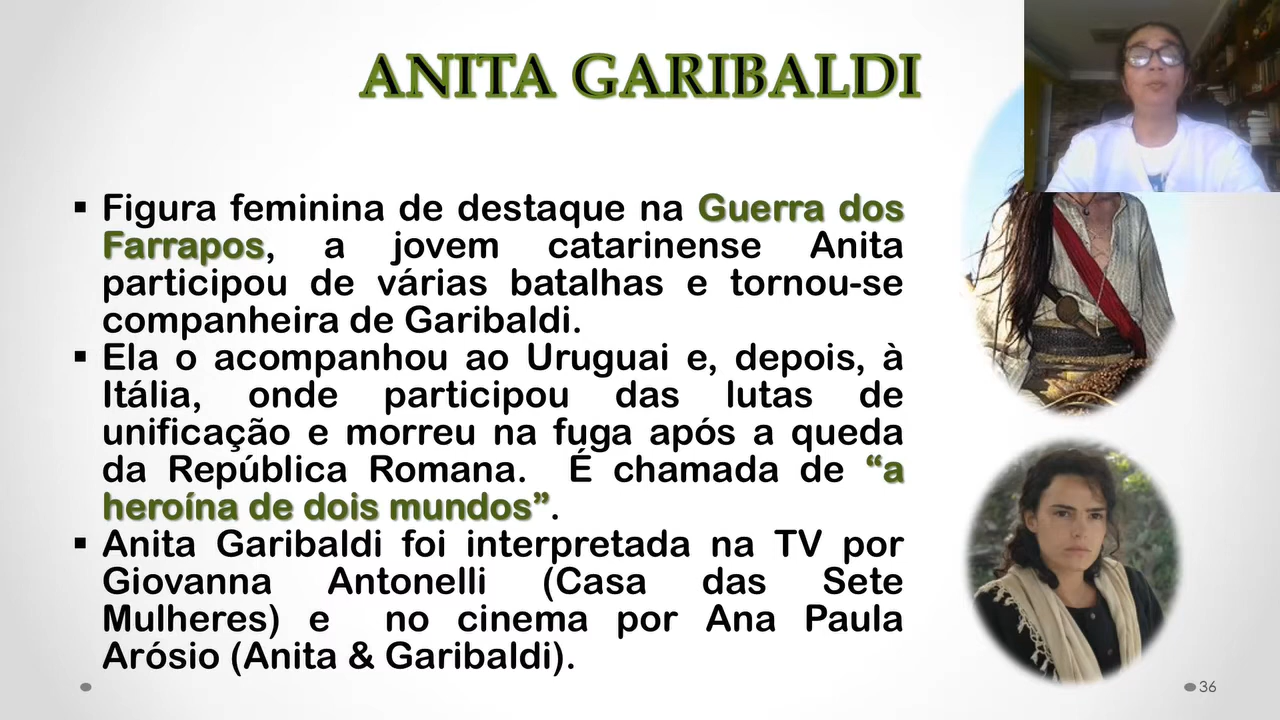 ANITA GARIBALDI
▪ Figura feminina de destaque na Guerra dos
Farrapos, a jovem catarinense Anita
participou de várias batalhas e tornou-se
companheira de Garibaldi.
▪ Ela o acompanhou ao Uruguai e, depois, à
Itália, onde participou das lutas de
unificação e morreu na fuga após a queda
da República Romana. É chamada de “a
heroína de dois mundos”.
▪ Anita Garibaldi foi interpretada na TV por
Giovanna Antonelli (Casa das Sete
Mulheres) e no cinema por Ana Paula
Arósio (Anita & Garibaldi).
36